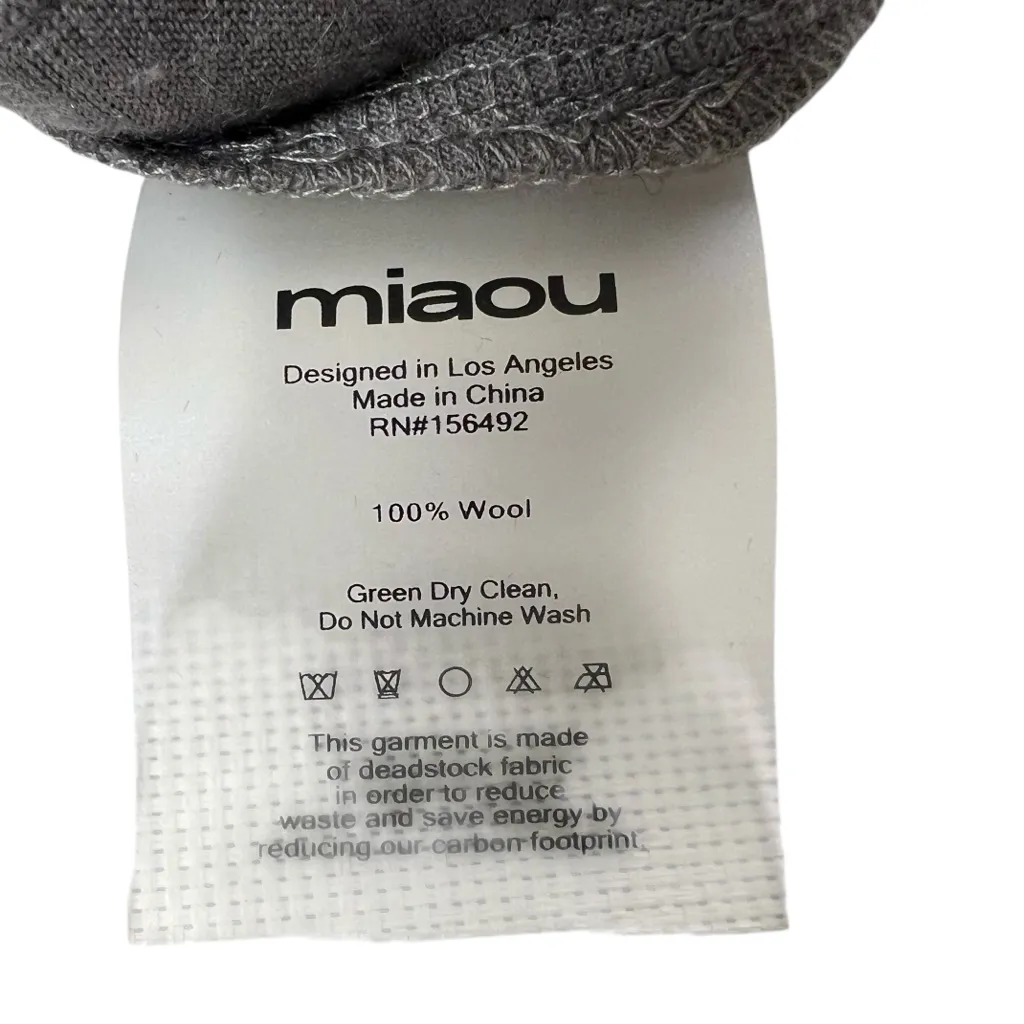 miaou
Designed in Los Angeles
Made in China
RN#156492
100% Wool
Green Dry Clean,
Do Not Machine Wash
This garment is made
of deadstock fabric
in order to reduce
waste and save energy by
reducing our carbon footprint.